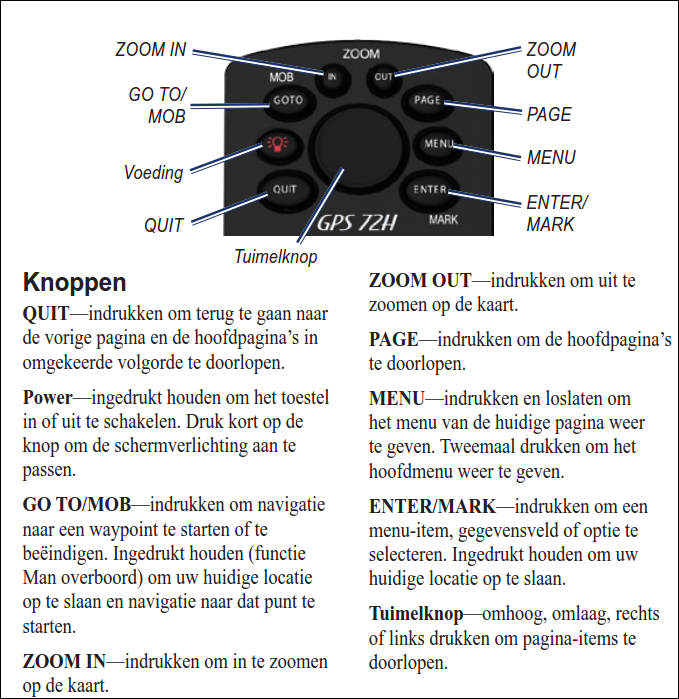 ZOOM IN
ZOOM
ZOOM
OUT
MOB
IN
OUT
GO TO/
MOB
GOTO
PAGE
PAGE
Voeding
MENU
MENU
QUIT
QUIT
ENTER
ENTER/
MARK
MARK
GPS 72H
Tuimelknop
Knoppen
QUIT—indrukken om terug te gaan naar
de vorige pagina en de hoofdpagina’s in
omgekeerde volgorde te doorlopen.
Power—ingedrukt houden om het toestel
in of uit te schakelen. Druk kort op de
knop om de schermverlichting aan te
passen.
GO TO/MOB—indrukken om navigatie
naar een waypoint te starten of te
beëindigen. Ingedrukt houden (functie
Man overboord) om uw huidige locatie
op te slaan en navigatie naar dat punt te
starten.
ZOOM IN—indrukken om in te zoomen
op de kaart.
ZOOM OUT—indrukken om uit te
zoomen op de kaart.
PAGE—indrukken om de hoofdpagina’s
te doorlopen.
MENU—indrukken en loslaten om
het menu van de huidige pagina weer
te geven. Tweemaal drukken om het
hoofdmenu weer te geven.
ENTER/MARK—indrukken om een
menu-item, gegevensveld of optie te
selecteren. Ingedrukt houden om uw
huidige locatie op te slaan.
Tuimelknop—omhoog, omlaag, rechts
of links drukken om pagina-items te
doorlopen.